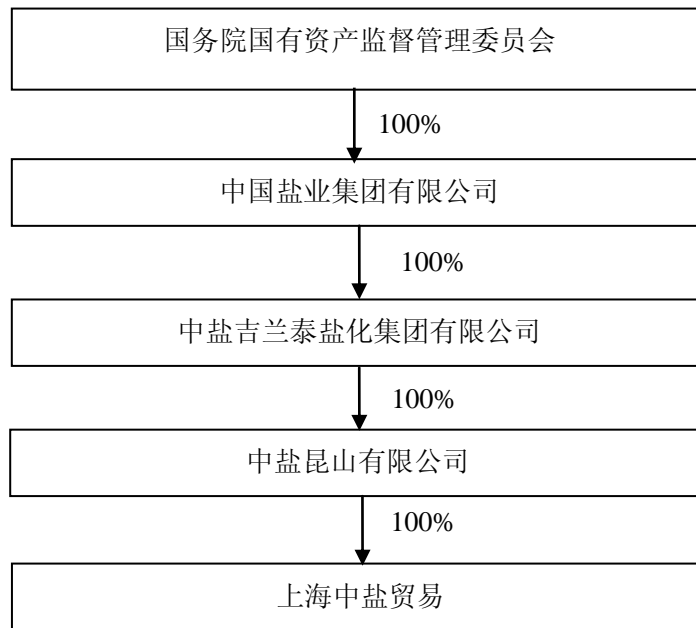 国务院国有资产监督管理委员会
100%
中国盐业集团有限公司
100%
中盐吉兰泰盐化集团有限公司
100%
中盐昆山有限公司
100%
上海中盐贸易